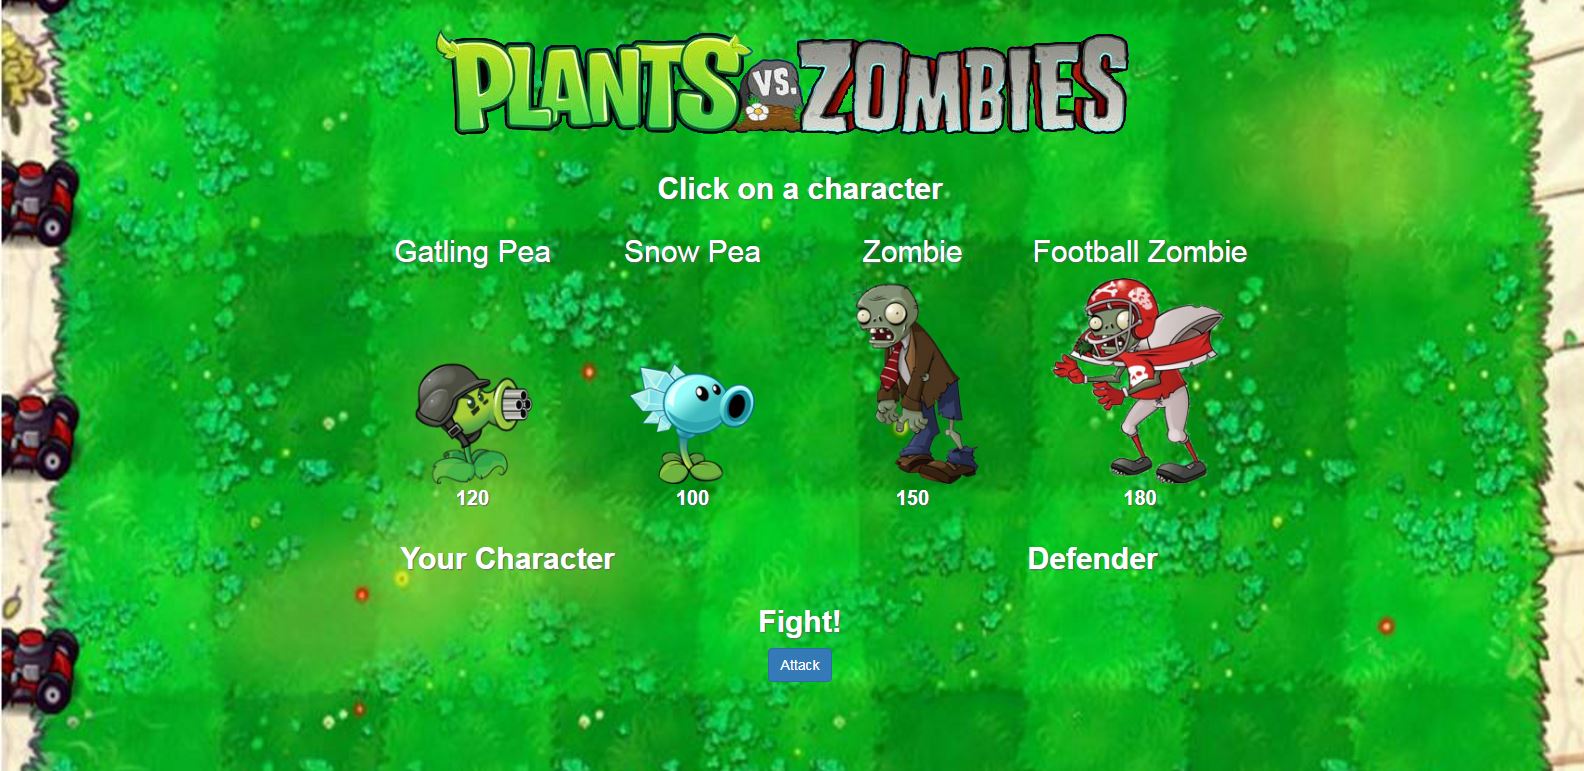 PLANTS VS. ZOMBIES
Click on a character
Gatling Pea Snow Pea Zombie Football Zombie
120 100 150 180
Your Character Defender
Fight!
Attack